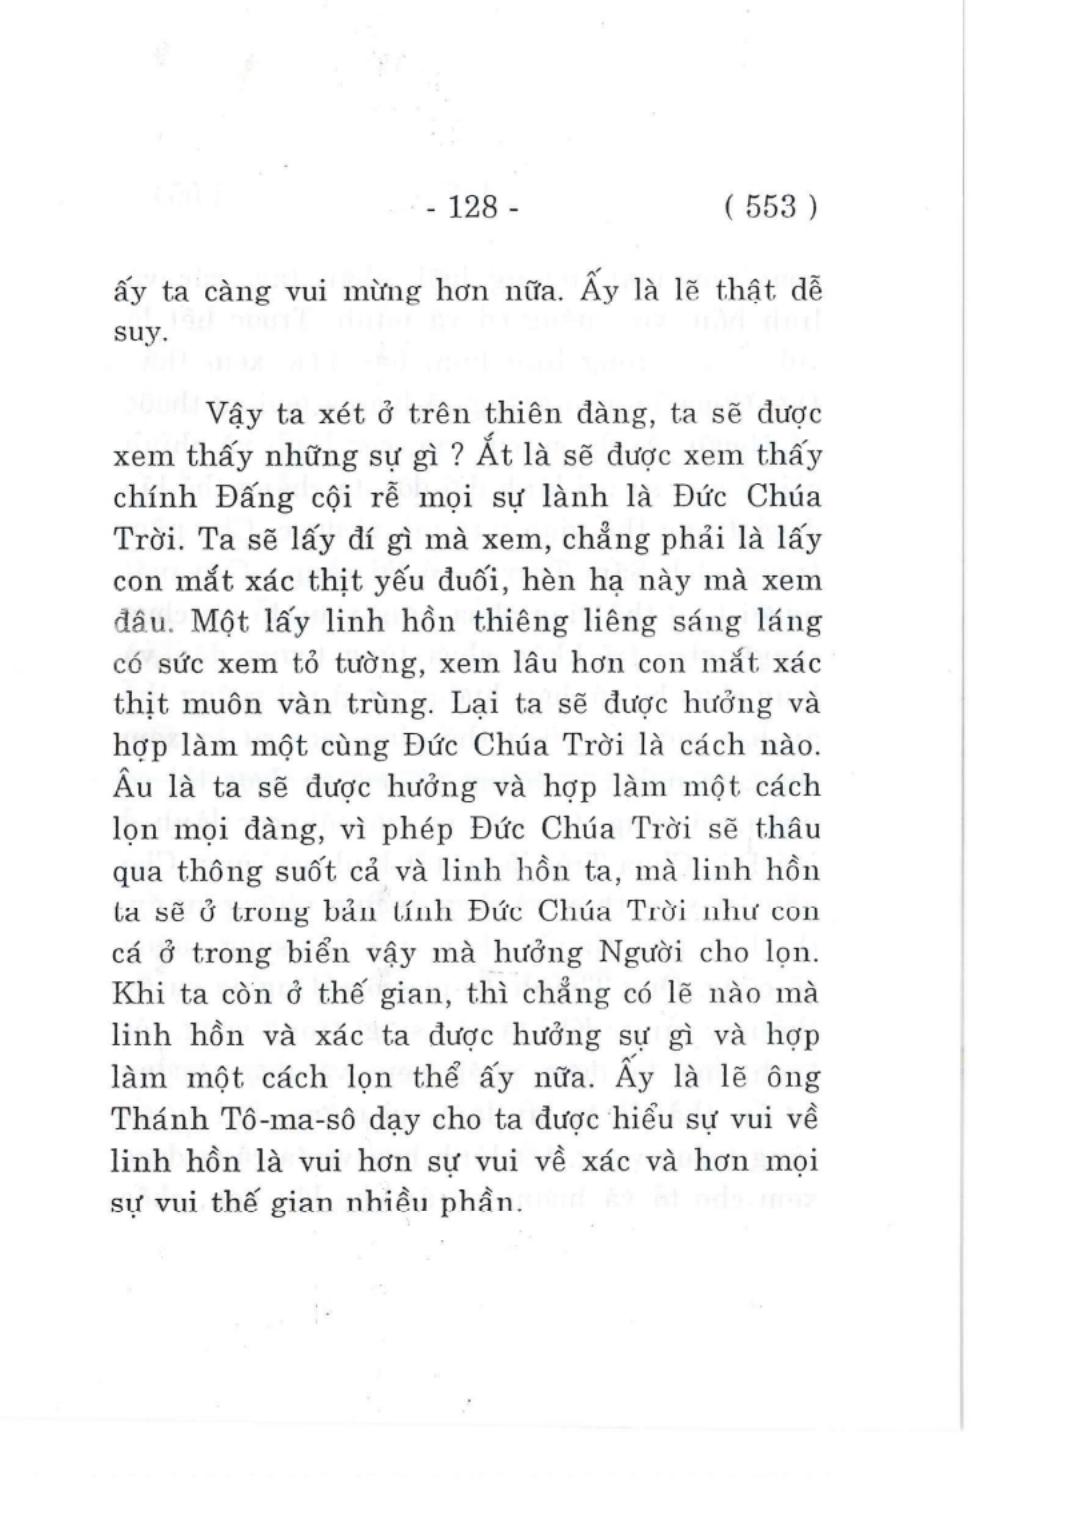 - 128 - ( 553 )
ấy ta càng vui mừng hơn nữa. Ấy là lẽ thật dễ
suy.
Vậy ta xét ở trên thiên đàng, ta sẽ được
xem thấy những sự gì ? Ắt là sẽ được xem thấy
chính Đấng cội rễ mọi sự lành là Đức Chúa
Trời. Ta sẽ lấy đí gì mà xem, chẳng phải là lấy
con mắt xác thịt yếu đuối, hèn hạ này mà xem
đâu. Một lấy linh hồn thiêng liêng sáng láng
có sức xem tỏ tường, xem lâu hơn con mắt xác
thịt muôn vàn trùng. Lại ta sẽ được hưởng và
hợp làm một cùng Đức Chúa Trời là cách nào.
Âu là ta sẽ được hưởng và hợp làm một cách
lọn mọi đàng, vì phép Đức Chúa Trời sẽ thâu
qua thông suốt cả và linh hồn ta, mà linh hồn
ta sẽ ở trong bản tính Đức Chúa Trời như con
cá ở trong biển vậy mà hưởng Người cho lọn.
Khi ta còn ở thế gian, thì chẳng có lẽ nào mà
linh hồn và xác ta được hưởng sự gì và hợp
làm một cách lọn thể ấy nữa. Ấy là lẽ ông
Thánh Tô-ma-sô dạy cho ta được hiểu sự vui về
linh hồn là vui hơn sự vui về xác và hơn mọi
sự vui thế gian nhiều phần.